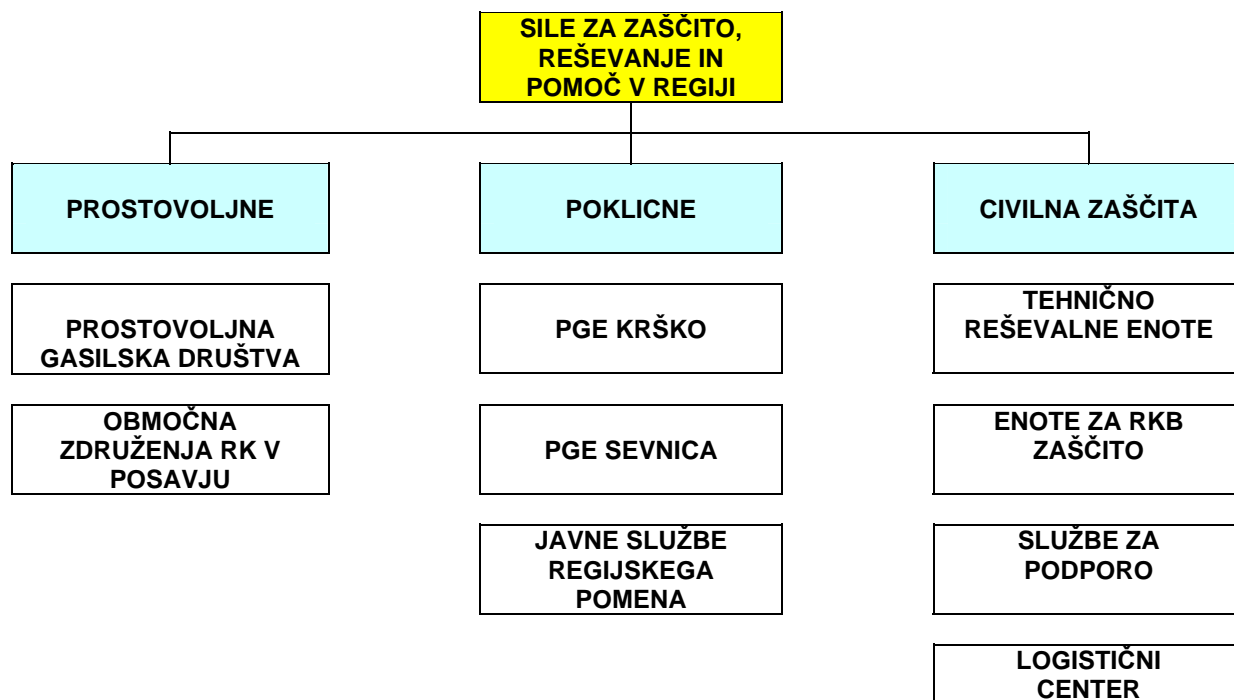 SILE ZA ZAŠČITO,
REŠEVANJE IN
POMOČ V REGIJI
PROSTOVOLJNE
POKLICNE
CIVILNA ZAŠČITA
PROSTOVOLJNA
GASILSKA DRUŠTVA
PGE KRŠKO
TEHNIČNO
REŠEVALNE ENOTE
OBMOČNA
ZDRUŽENJA RK V
POSAVJU
PGE SEVNICA
ENOTE ZA RKB
ZAŠČITO
JAVNE SLUŽBE
REGIJSKEGA
POMENA
SLUŽBE ZA
PODPORO
LOGISTIČNI
CENTER